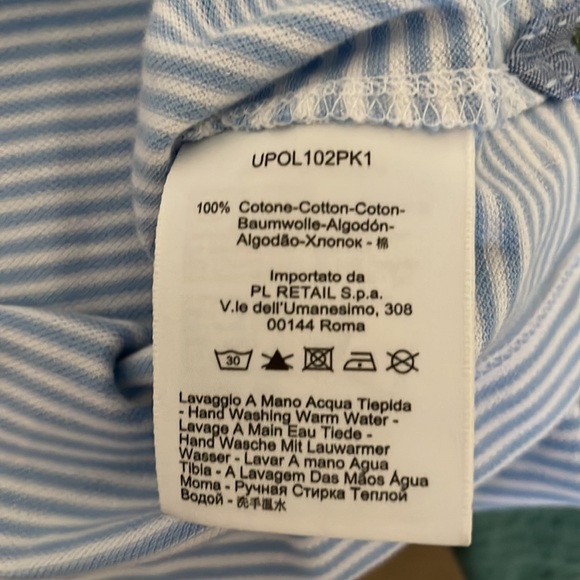 UPOL102PK1
100% Cotone-Cotton-Coton-
Baumwolle-Algodón-
Algodão-Хлопок - 棉
Importato da
PL RETAIL S.p.a.
V.le dell'Umanesimo, 308
00144 Roma
30
Lavaggio A Mano Acqua Tiepida
- Hand Washing Warm Water -
Lavage A Main Eau Tiede -
Hand Wasche Mit Lauwarmer
Wasser - Lavar A mano Agua
Tibia - A Lavagem Das Mãos Água
Morna - Ручная Стирка Теплой
Водой - 洗手温水